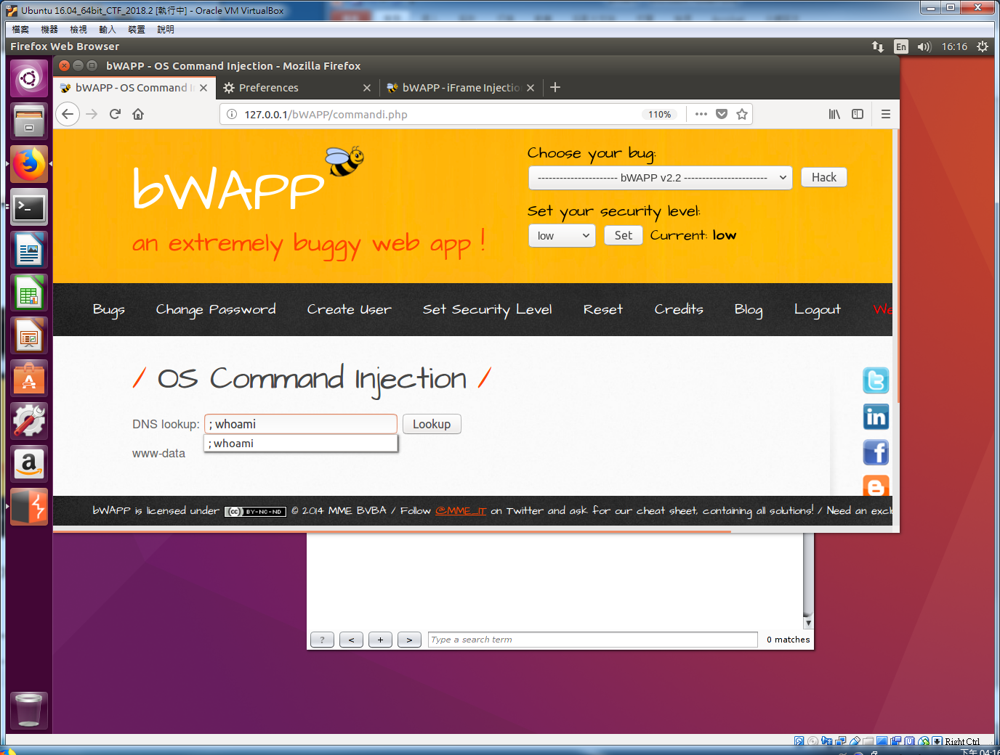 Ubuntu 16.04_64bit_CTF_2018.2 [執行中] - Oracle VM VirtualBox
檔案 機器 檢視 輸入 裝置 說明
Firefox Web Browser En 16:16
bWAPP - OS Command Injection - Mozilla Firefox
bWAPP - OS Command I Preferences bWAPP - iFrame Injectio
127.0.0.1/bWAPP/commandi.php 110%
bWAPP
an extremely buggy web app !
Choose your bug:
---------------------- bWAPP v2.2 ----------------------- Hack
Set your security level:
low Set Current: low
Bugs Change Password Create User Set Security Level Reset Credits Blog Logout We
/ OS Command Injection /
DNS lookup: ; whoami Lookup
; whoami
www-data
bWAPP is licensed under (cc) BY-NC-ND © 2014 MME BVBA / Follow @MME_IT on Twitter and ask for our cheat sheet, containing all solutions! / Need an excl
? < + > Type a search term 0 matches
Right Ctrl
下午 04:16